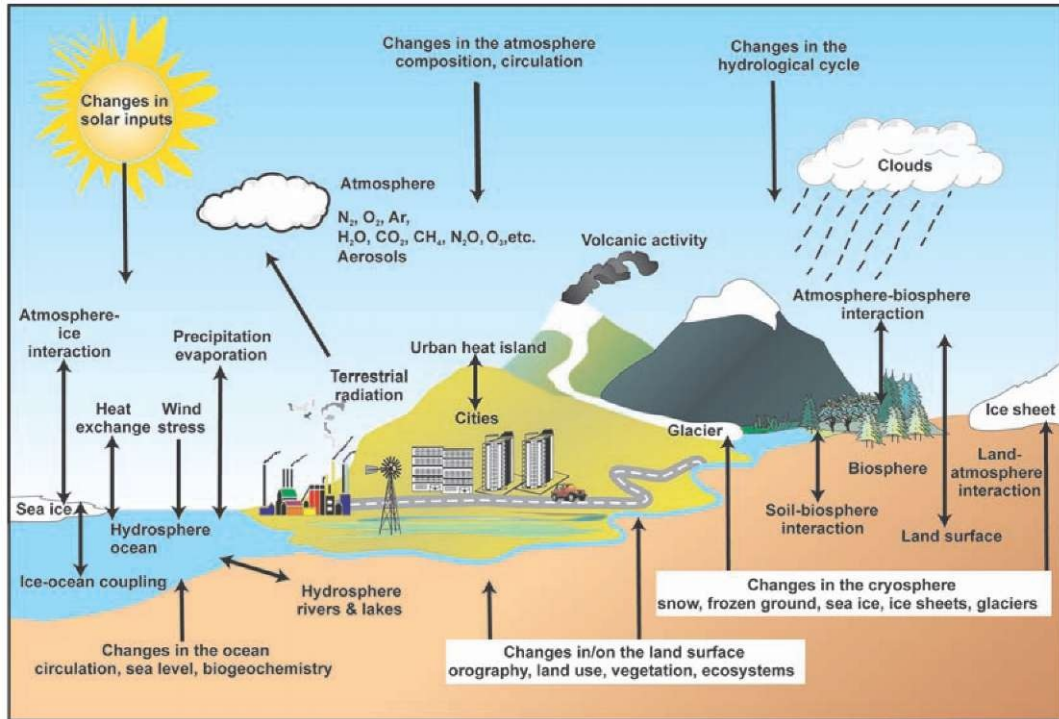 Changes in the atmosphere
composition, circulation
Changes in the
hydrological cycle
Changes in
solar inputs
Clouds
Atmosphere
N₂, O₂, Ar,
H₂O, CO₂, CH₄, N₂O, O₃,etc.
Aerosols
Volcanic activity
Atmosphere-
ice
interaction
Precipitation
evaporation
Atmosphere-biosphere
interaction
Terrestrial
radiation
Urban heat island
Heat
exchange
Wind
stress
Cities
Glacier
Ice sheet
Biosphere
Land-
atmosphere
interaction
Sea ice
Hydrosphere
ocean
Soil-biosphere
interaction
Land surface
Ice-ocean coupling
Hydrosphere
rivers & lakes
Changes in the cryosphere
snow, frozen ground, sea ice, ice sheets, glaciers
Changes in the ocean
circulation, sea level, biogeochemistry
Changes in/on the land surface
orography, land use, vegetation, ecosystems